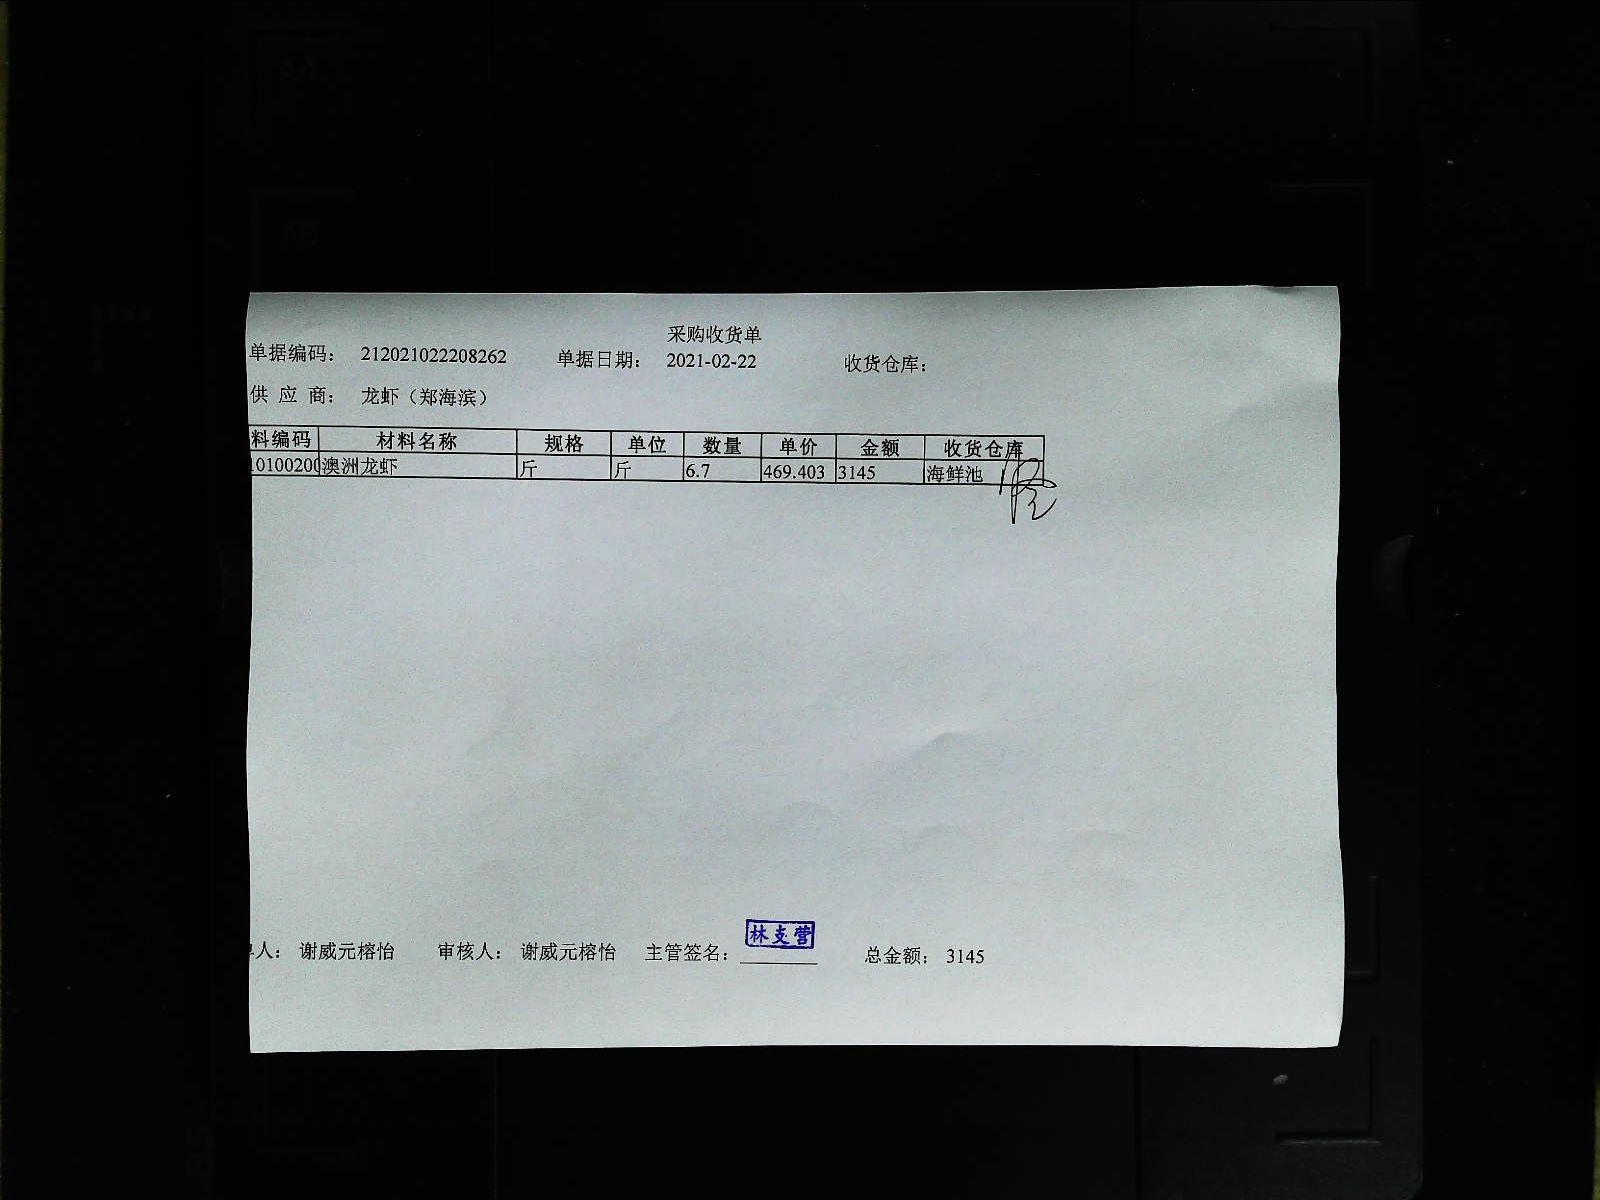 采购收货单
单据编码： 212021022208262 单据日期： 2021-02-22 收货仓库：
供 应 商： 龙虾（郑海滨）
料编码 材料名称 规格 单位 数量 单价 金额 收货仓库
10100200 澳洲龙虾 斤 斤 6.7 469.403 3145 海鲜池
林支营
人： 谢威元榕怡 审核人： 谢威元榕怡 主管签名： 总金额： 3145